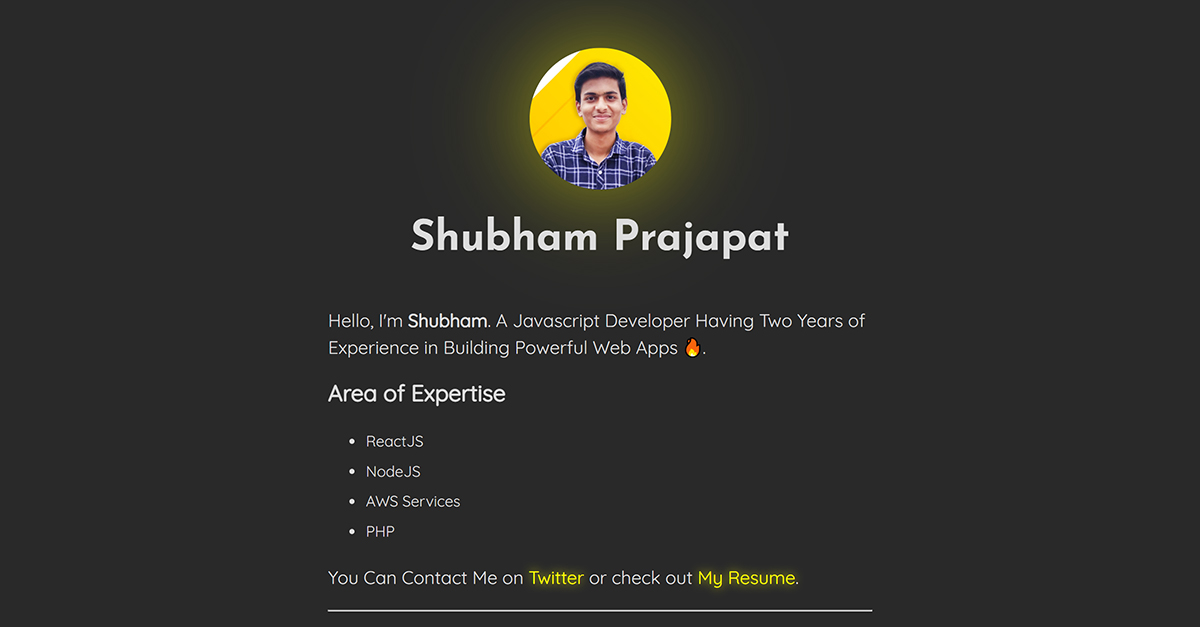 Shubham Prajapat
Hello, I'm Shubham. A Javascript Developer Having Two Years of
Experience in Building Powerful Web Apps 🔥.
Area of Expertise
• ReactJS
• NodeJS
• AWS Services
• PHP
You Can Contact Me on Twitter or check out My Resume.